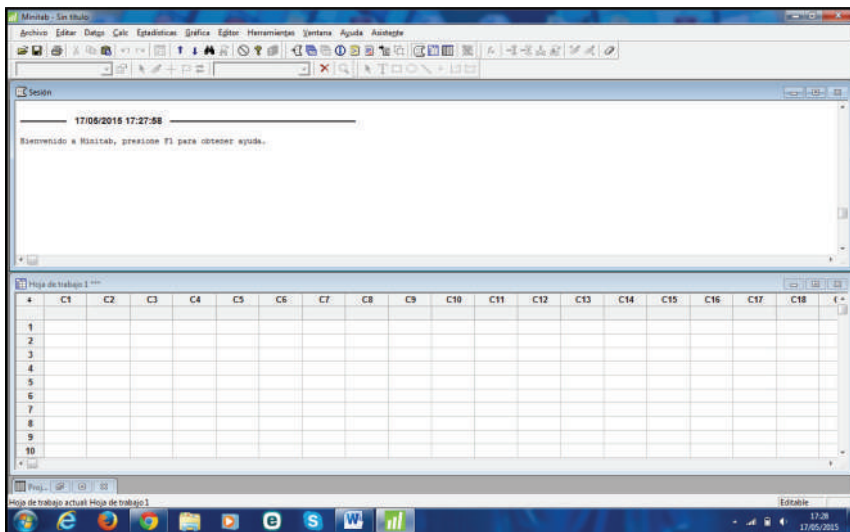 Minitab - Sin título
Archivo Editar Datos Calc Estadísticas Gráfica Editor Herramientas Ventana Ayuda Asistente
Sesión
17/05/2015 17:27:58
Bienvenido a Minitab, presione F1 para obtener ayuda.
Hoja de trabajo 1 ***
C1 C2 C3 C4 C5 C6 C7 C8 C9 C10 C11 C12 C13 C14 C15 C16 C17 C18
1
2
3
4
5
6
7
8
9
10
Proj...
Hoja de trabajo actual: Hoja de trabajo 1 Editable
17:28
17/05/2015